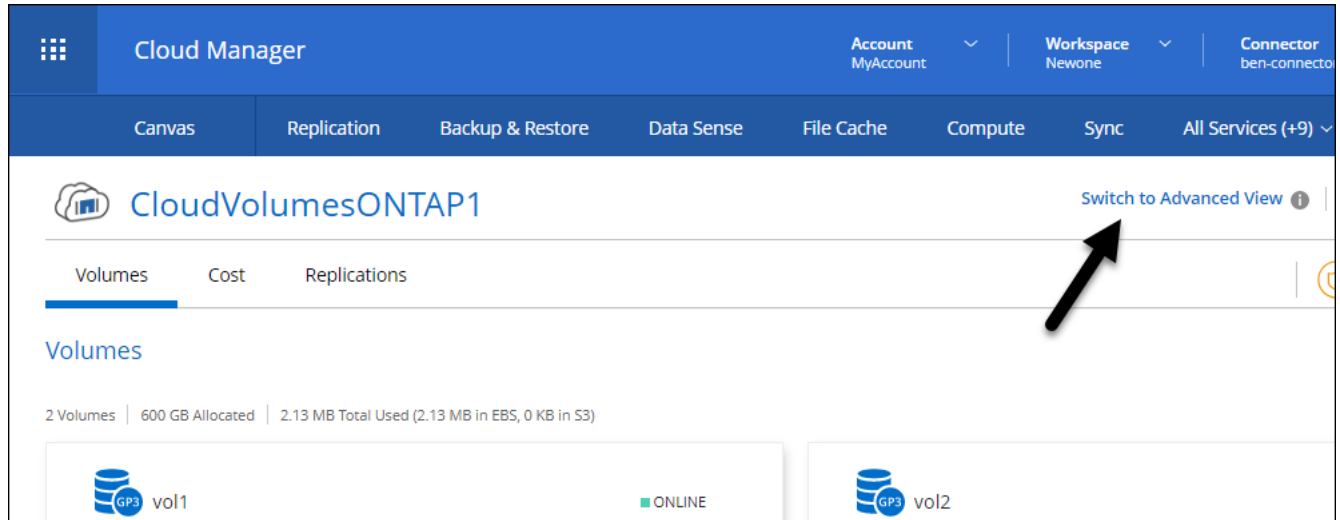 Cloud Manager
Account
MyAccount
Workspace
Newone
Connector
ben-connector
Canvas Replication Backup & Restore Data Sense File Cache Compute Sync All Services (+9)
CloudVolumesONTAP1
Switch to Advanced View
Volumes Cost Replications
Volumes
2 Volumes 600 GB Allocated 2.13 MB Total Used (2.13 MB in EBS, 0 KB in S3)
GP3 vol1 ONLINE
GP3 vol2